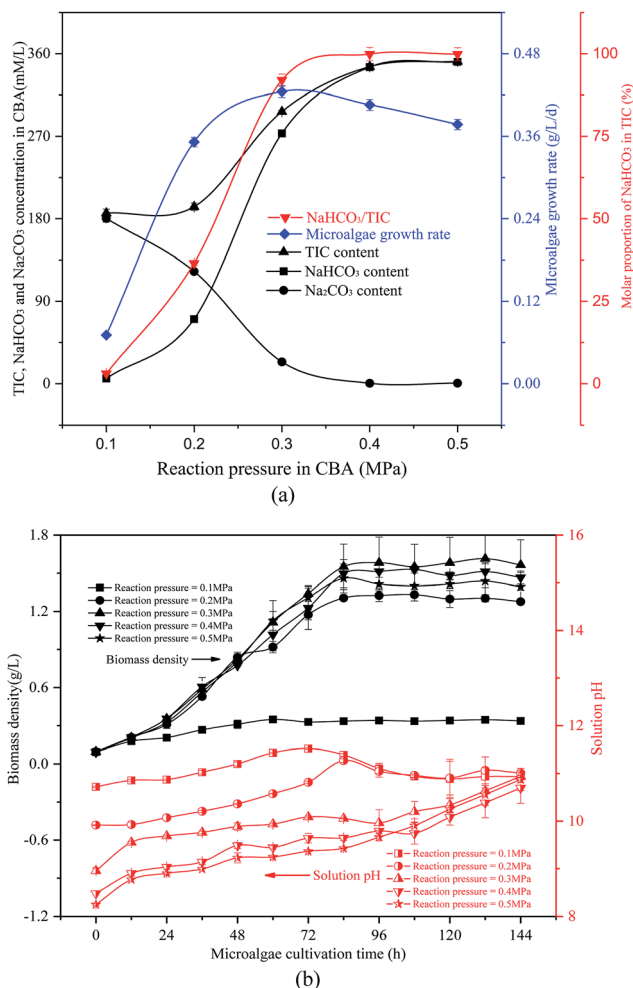 360
270
180
90
0
TIC, NaHCO₃ and Na₂CO₃ concentration in CBA(mM/L)
0.48
0.36
0.24
0.12
0.00
MIcroalgae growth rate (g/L/d)
100
75
50
25
0
Molar proportion of NaHCO₃ in TIC (%)
NaHCO₃/TIC
Microalgae growth rate
TIC content
NaHCO₃ content
Na₂CO₃ content
0.1 0.2 0.3 0.4 0.5
Reaction pressure in CBA (MPa)
(a)
1.8
1.2
0.6
0.0
-0.6
-1.2
Biomass density(g/L)
16
14
12
10
8
Solution pH
Reaction pressure = 0.1MPa
Reaction pressure = 0.2MPa
Reaction pressure = 0.3MPa
Reaction pressure = 0.4MPa
Reaction pressure = 0.5MPa
Biomass density
Reaction pressure = 0.1MPa
Reaction pressure = 0.2MPa
Reaction pressure = 0.3MPa
Reaction pressure = 0.4MPa
Reaction pressure = 0.5MPa
Solution pH
0 24 48 72 96 120 144
Microalgae cultivation time (h)
(b)